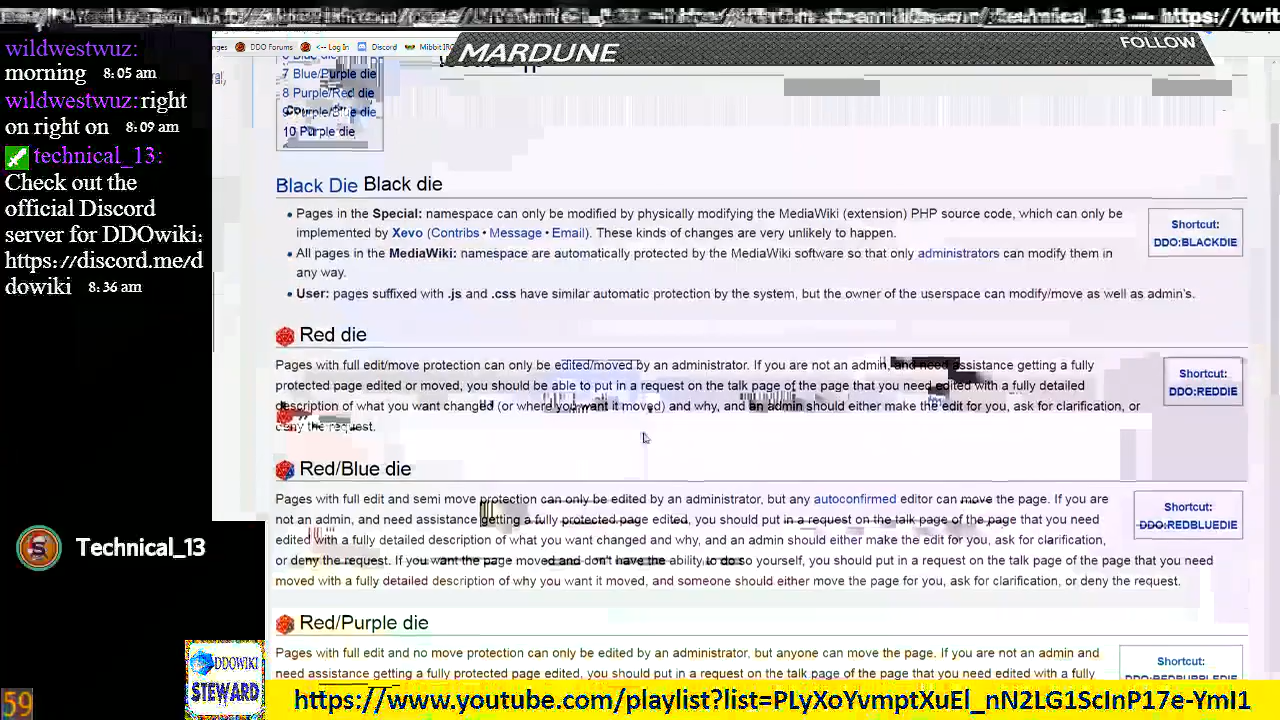 technical_13 -- https://twit
MARDUNE
FOLLOW
wildwestwuz:
morning 8:05 am
wildwestwuz: right
on right on 8:09 am
technical_13:
Check out the
official Discord
server for DDOwiki:
https://discord.me/d
dowiki 8:36 am
DDO Forums <-- Log In Discord Mibbit IRC
7 Blue/Purple die
8 Purple/Red die
9 Purple/Blue die
10 Purple die
Black Die Black die
Pages in the Special: namespace can only be modified by physically modifying the MediaWiki (extension) PHP source code, which can only be
implemented by Xevo (Contribs • Message • Email). These kinds of changes are very unlikely to happen.
All pages in the MediaWiki: namespace are automatically protected by the MediaWiki software so that only administrators can modify them in
any way.
User: pages suffixed with .js and .css have similar automatic protection by the system, but the owner of the userspace can modify/move as well as admin's.
Shortcut:
DDO:BLACKDIE
Red die
Pages with full edit/move protection can only be edited/moved by an administrator. If you are not an admin, and need assistance getting a fully
protected page edited or moved, you should be able to put in a request on the talk page of the page that you need edited with a fully detailed
description of what you want changed (or where you want it moved) and why, and an admin should either make the edit for you, ask for clarification, or
deny the request.
Shortcut:
DDO:REDDIE
Red/Blue die
Pages with full edit and semi move protection can only be edited by an administrator, but any autoconfirmed editor can move the page. If you are
not an admin, and need assistance getting a fully protected page edited, you should put in a request on the talk page of the page that you need
edited with a fully detailed description of what you want changed and why, and an admin should either make the edit for you, ask for clarification,
or deny the request. If you want the page moved and don't have the ability to do so yourself, you should put in a request on the talk page of the page that you need
moved with a fully detailed description of why you want it moved, and someone should either move the page for you, ask for clarification, or deny the request.
Shortcut:
DDO:REDBLUEDIE
Red/Purple die
Pages with full edit and no move protection can only be edited by an administrator, but anyone can move the page. If you are not an admin and
need assistance getting a fully protected page edited, you should put in a request on the talk page of the page that you need edited with a fully
Shortcut:
Technical_13
DDOWIKI
STEWARD
59
https://www.youtube.com/playlist?list=PLyXoYvmptXuEl_nN2LG1ScInP17e-YmI1